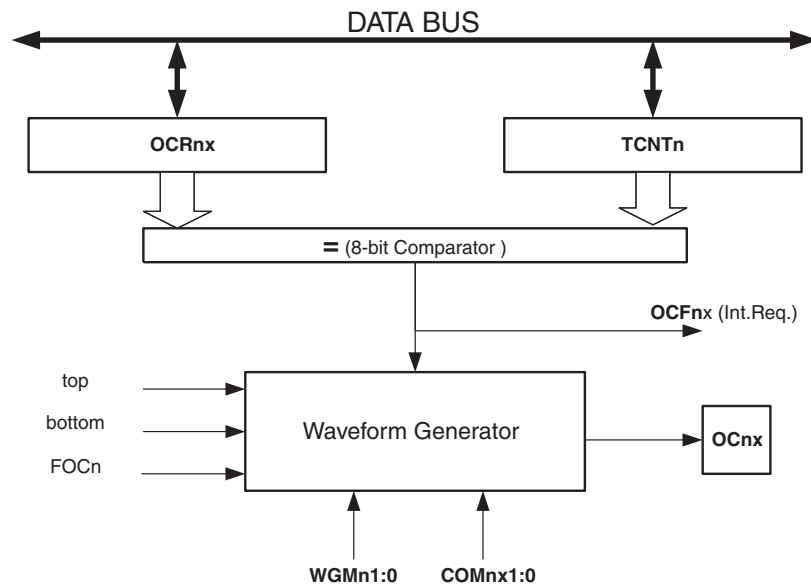 DATA BUS
OCRnx
TCNTn
= (8-bit Comparator )
OCFnx (Int.Req.)
top
bottom
FOCn
Waveform Generator
OCnx
WGMn1:0
COMnx1:0